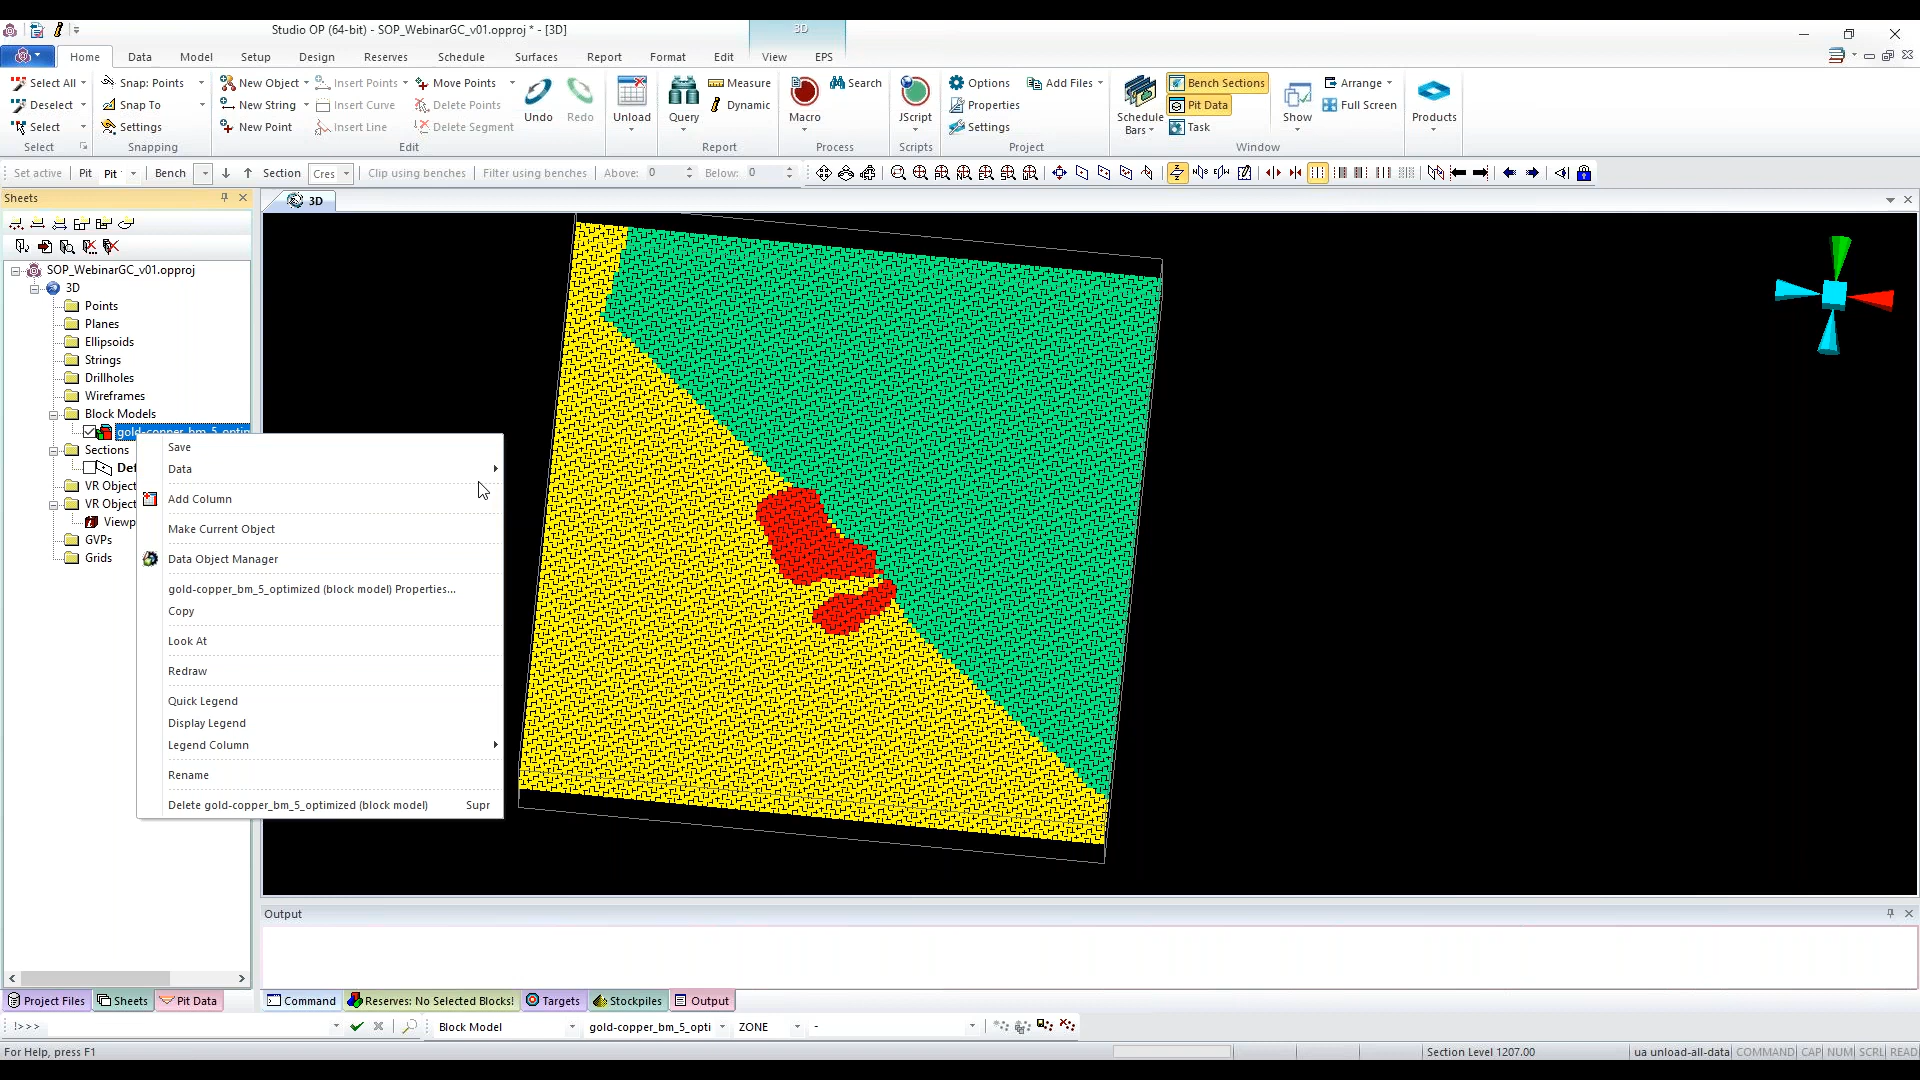 Studio OP (64-bit) - SOP_WebinarGC_v01.opproj * - [3D]
3D
Home Data Model Setup Design Reserves Schedule Surfaces Report Format Edit View EPS
Select All Snap: Points New Object Insert Points Move Points Measure Search Options Add Files Bench Sections Arrange
Deselect Snap To New String Insert Curve Delete Points Dynamic Properties Pit Data Full Screen
Select Settings New Point Insert Line Delete Segment Settings Task
Undo Redo Unload Query Macro JScript Schedule Bars Show Products
Select Snapping Edit Report Process Scripts Project Window
Set active Pit Pit Bench Section Cres Clip using benches Filter using benches Above: 0 Below: 0
Sheets
3D
SOP_WebinarGC_v01.opproj
3D
Points
Planes
Ellipsoids
Strings
Drillholes
Wireframes
Block Models
gold-copper_bm_5_optin
Sections
Def
VR Object
VR Object
Viewp
GVPs
Grids
Save
Data
Add Column
Make Current Object
Data Object Manager
gold-copper_bm_5_optimized (block model) Properties...
Copy
Look At
Redraw
Quick Legend
Display Legend
Legend Column
Rename
Delete gold-copper_bm_5_optimized (block model) Supr
Output
Project Files Sheets Pit Data Command Reserves: No Selected Blocks! Targets Stockpiles Output
!>>> Block Model gold-copper_bm_5_opti ZONE -
For Help, press F1 Section Level 1207.00 ua unload-all-data COMMAND CAP NUM SCRL READ